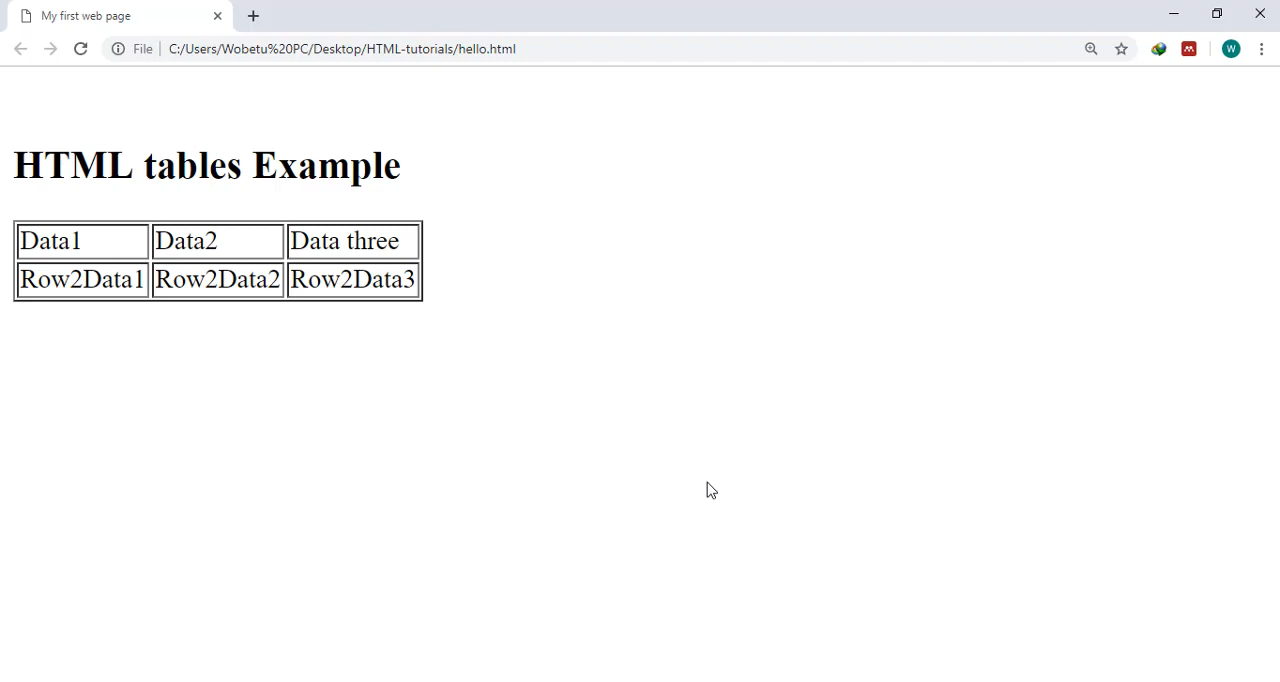 My first web page
File C:/Users/Wobetu%20PC/Desktop/HTML-tutorials/hello.html
W
HTML tables Example
Data1 Data2 Data three
Row2Data1 Row2Data2 Row2Data3